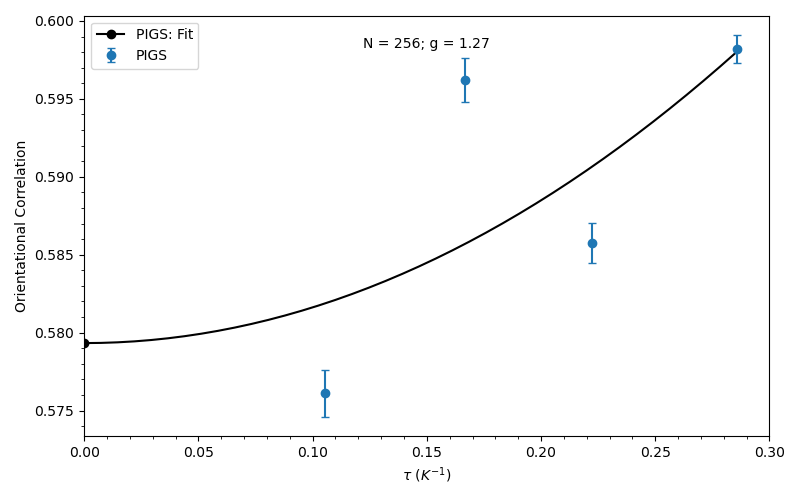 PIGS: Fit
PIGS
N = 256; g = 1.27
Orientational Correlation
0.600
0.595
0.590
0.585
0.580
0.575
0.00 0.05 0.10 0.15 0.20 0.25 0.30
τ (K⁻¹)